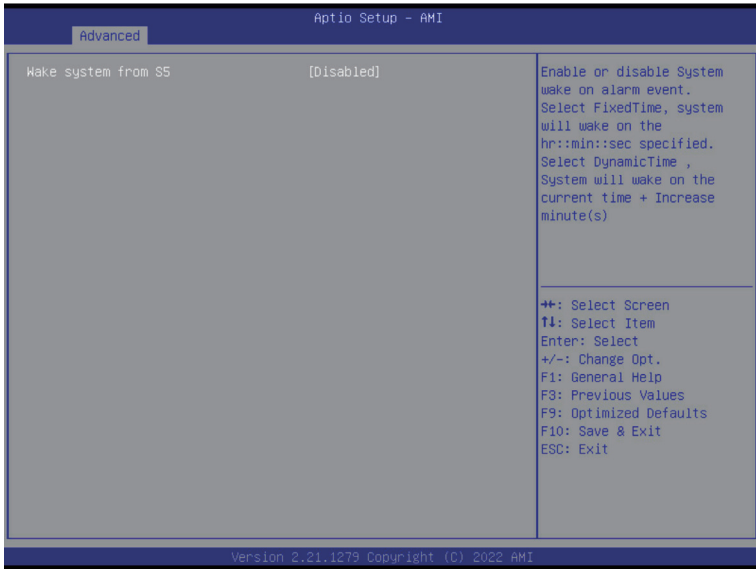 Aptio Setup - AMI
Advanced
Wake system from S5 [Disabled]
Enable or disable System
wake on alarm event.
Select FixedTime, system
will wake on the
hr::min::sec specified.
Select DynamicTime ,
System will wake on the
current time + Increase
minute(s)
→←: Select Screen
↑↓: Select Item
Enter: Select
+/-: Change Opt.
F1: General Help
F3: Previous Values
F9: Optimized Defaults
F10: Save & Exit
ESC: Exit
Version 2.21.1279 Copyright (C) 2022 AMI